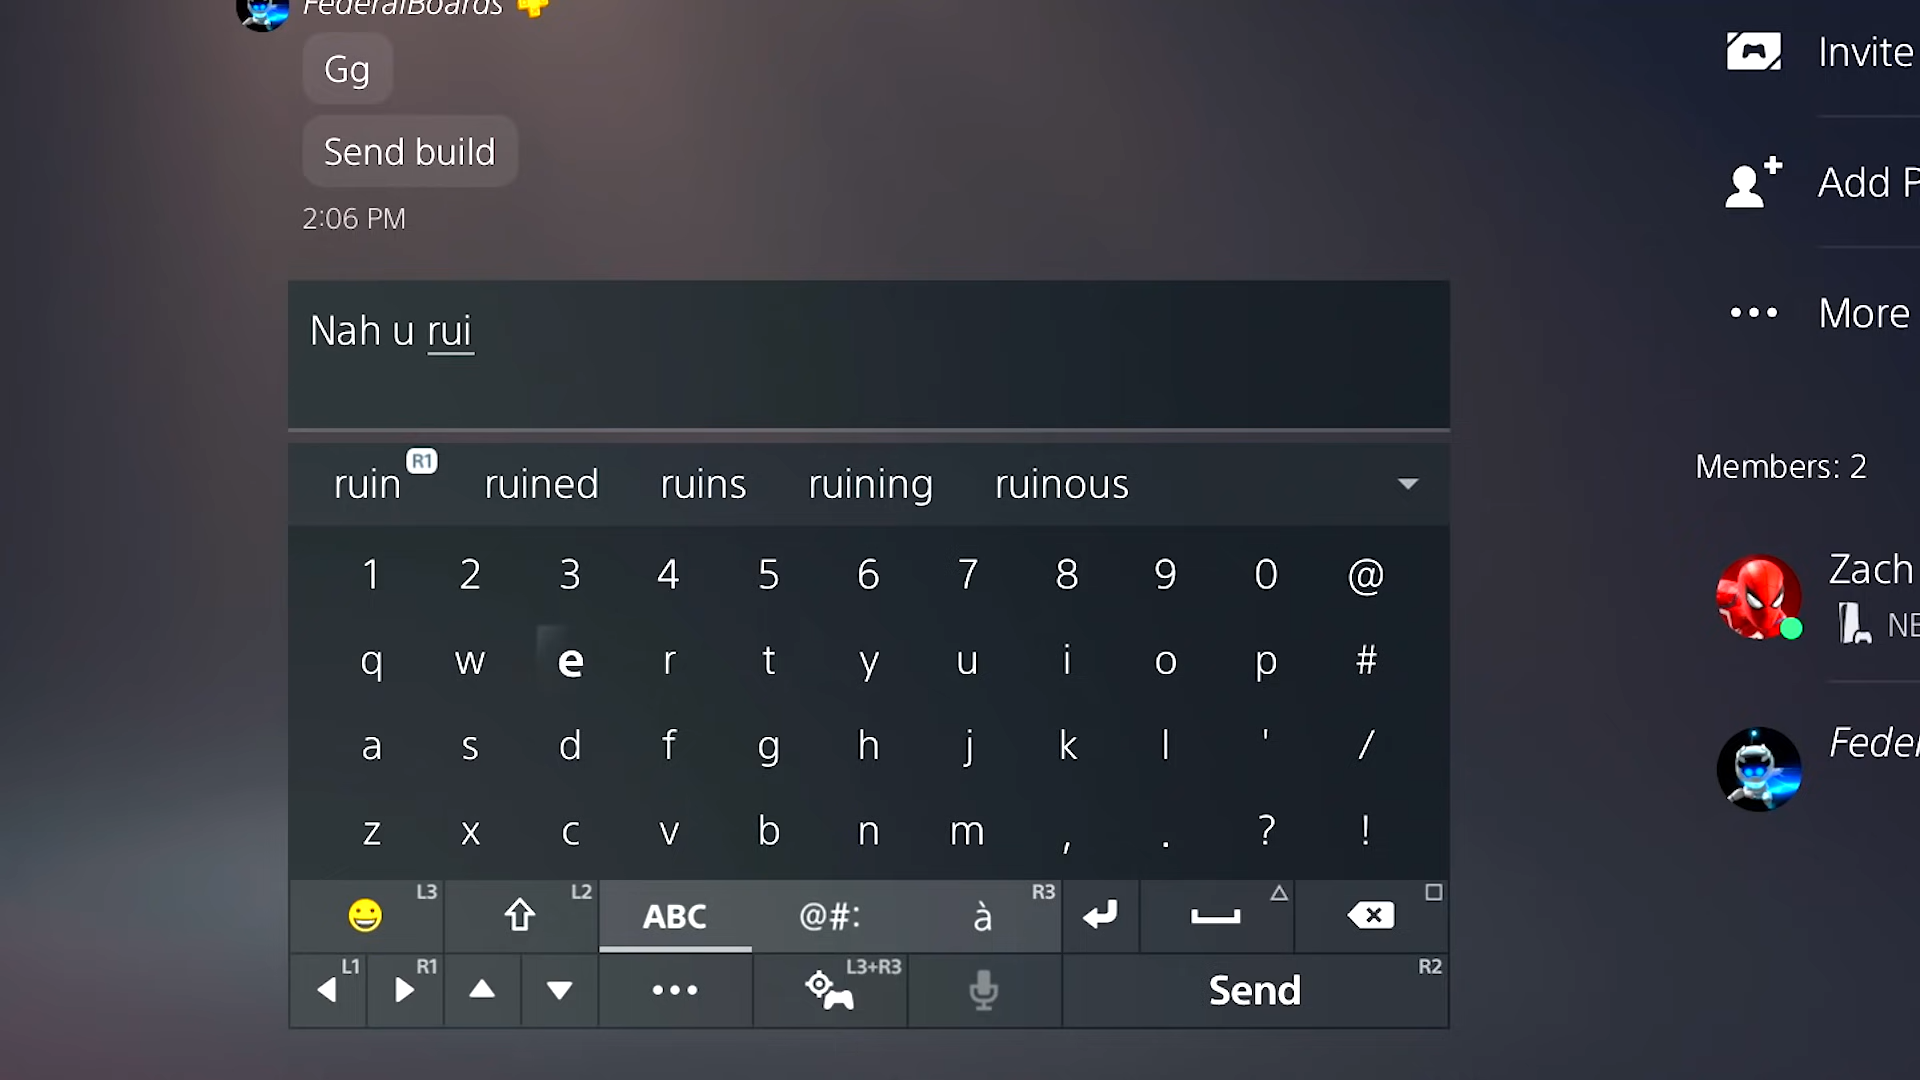 FederalBoards
Gg
Send build
2:06 PM
Nah u rui
ruin R1 ruined ruins ruining ruinous
1 2 3 4 5 6 7 8 9 0 @
q w e r t y u i o p #
a s d f g h j k l ' /
z x c v b n m , . ? !
L3 L2 ABC @#: à R3
L1 R1 L3+R3 Send R2
Invite
Add P
More
Members: 2
Zach
NE
Feder